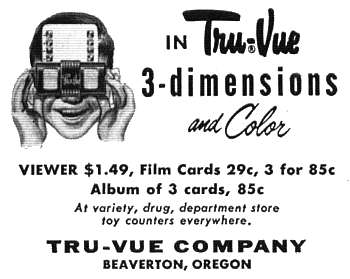 IN Tru-Vue®
3-dimensions
and Color
VIEWER $1.49, Film Cards 29c, 3 for 85c
Album of 3 cards, 85c
At variety, drug, department store
toy counters everywhere.
TRU-VUE COMPANY
BEAVERTON, OREGON